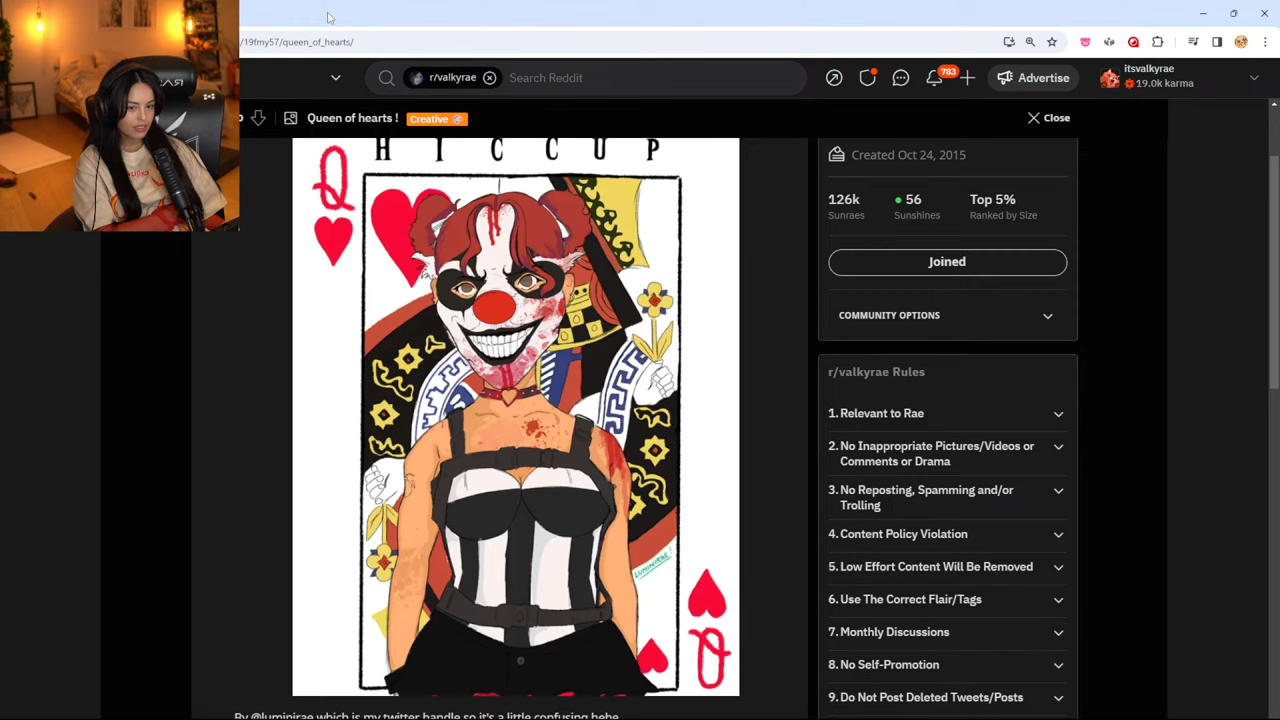 /19fmy57/queen_of_hearts/
r/valkyrae
Search Reddit
783
Advertise
itsvalkyrae
19.0k karma
Queen of hearts !
Creative
Close
Q
HICCUP
LUMINIRAE!
Q
By @luminirae which is my twitter handle so it's a little confusing hehe
Created Oct 24, 2015
126k
56
Top 5%
Sunraes
Sunshines
Ranked by Size
Joined
COMMUNITY OPTIONS
r/valkyrae Rules
1. Relevant to Rae
2. No Inappropriate Pictures/Videos or
Comments or Drama
3. No Reposting, Spamming and/or
Trolling
4. Content Policy Violation
5. Low Effort Content Will Be Removed
6. Use The Correct Flair/Tags
7. Monthly Discussions
8. No Self-Promotion
9. Do Not Post Deleted Tweets/Posts